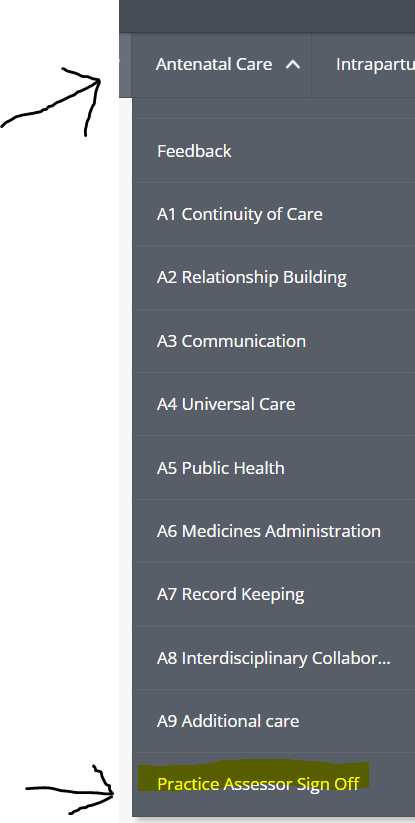 Antenatal Care Intrapartu
Feedback
A1 Continuity of Care
A2 Relationship Building
A3 Communication
A4 Universal Care
A5 Public Health
A6 Medicines Administration
A7 Record Keeping
A8 Interdisciplinary Collabor...
A9 Additional care
Practice Assessor Sign Off